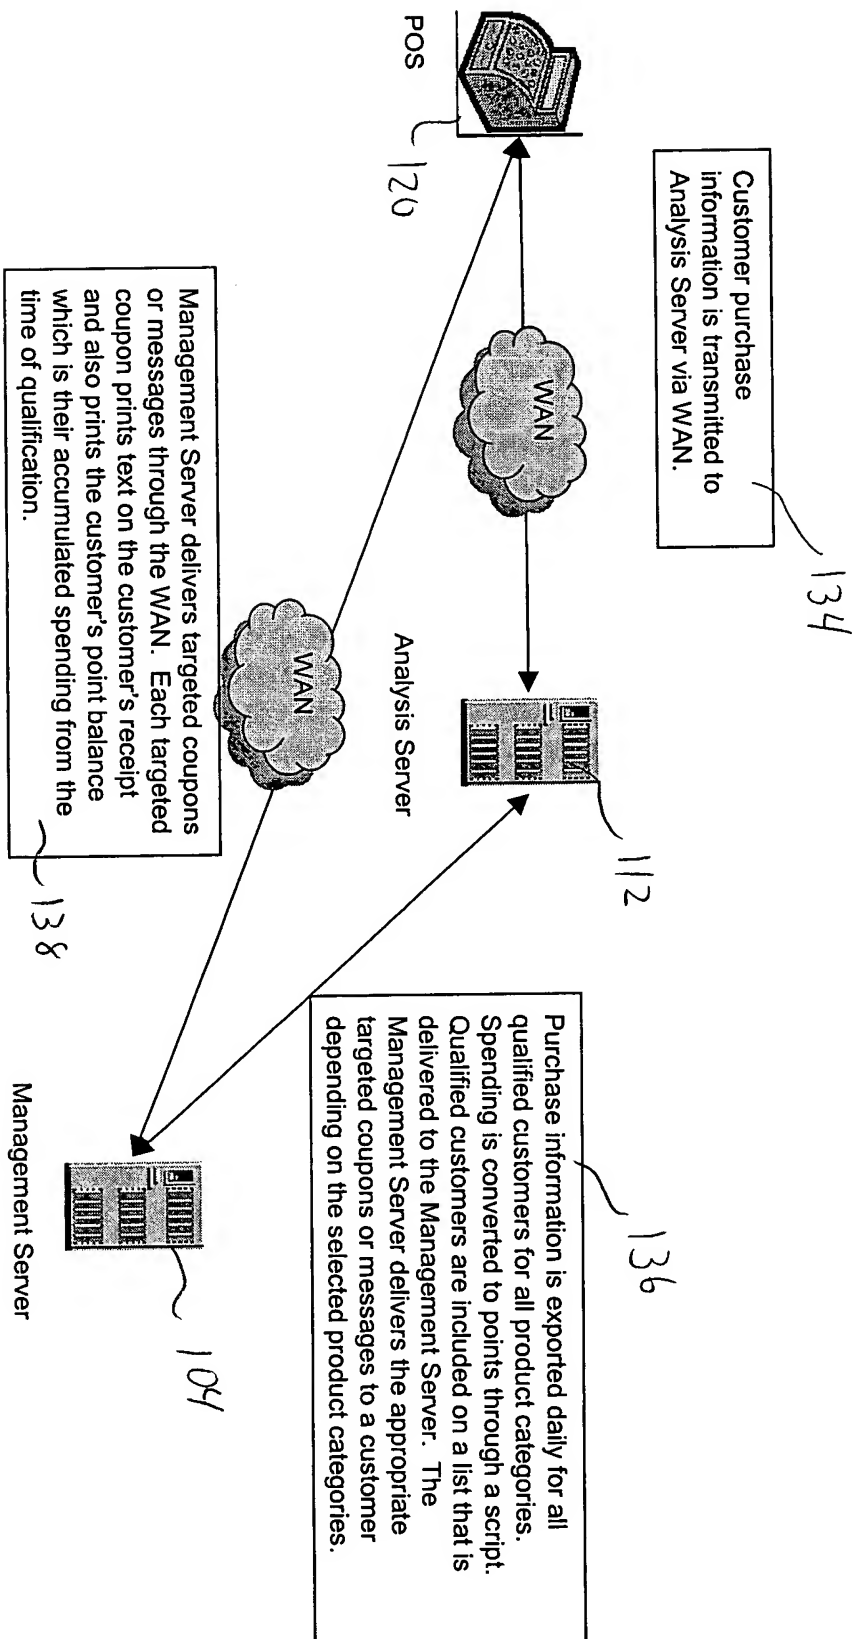 Customer purchase
information is transmitted to
Analysis Server via WAN.
134
POS
120
WAN
Analysis Server
112
Purchase information is exported daily for all
qualified customers for all product categories.
Spending is converted to points through a script.
Qualified customers are included on a list that is
delivered to the Management Server. The
Management Server delivers the appropriate
targeted coupons or messages to a customer
depending on the selected product categories.
136
WAN
Management Server delivers targeted coupons
or messages through the WAN. Each targeted
coupon prints text on the customer's receipt
and also prints the customer's point balance
which is their accumulated spending from the
time of qualification.
138
Management Server
104